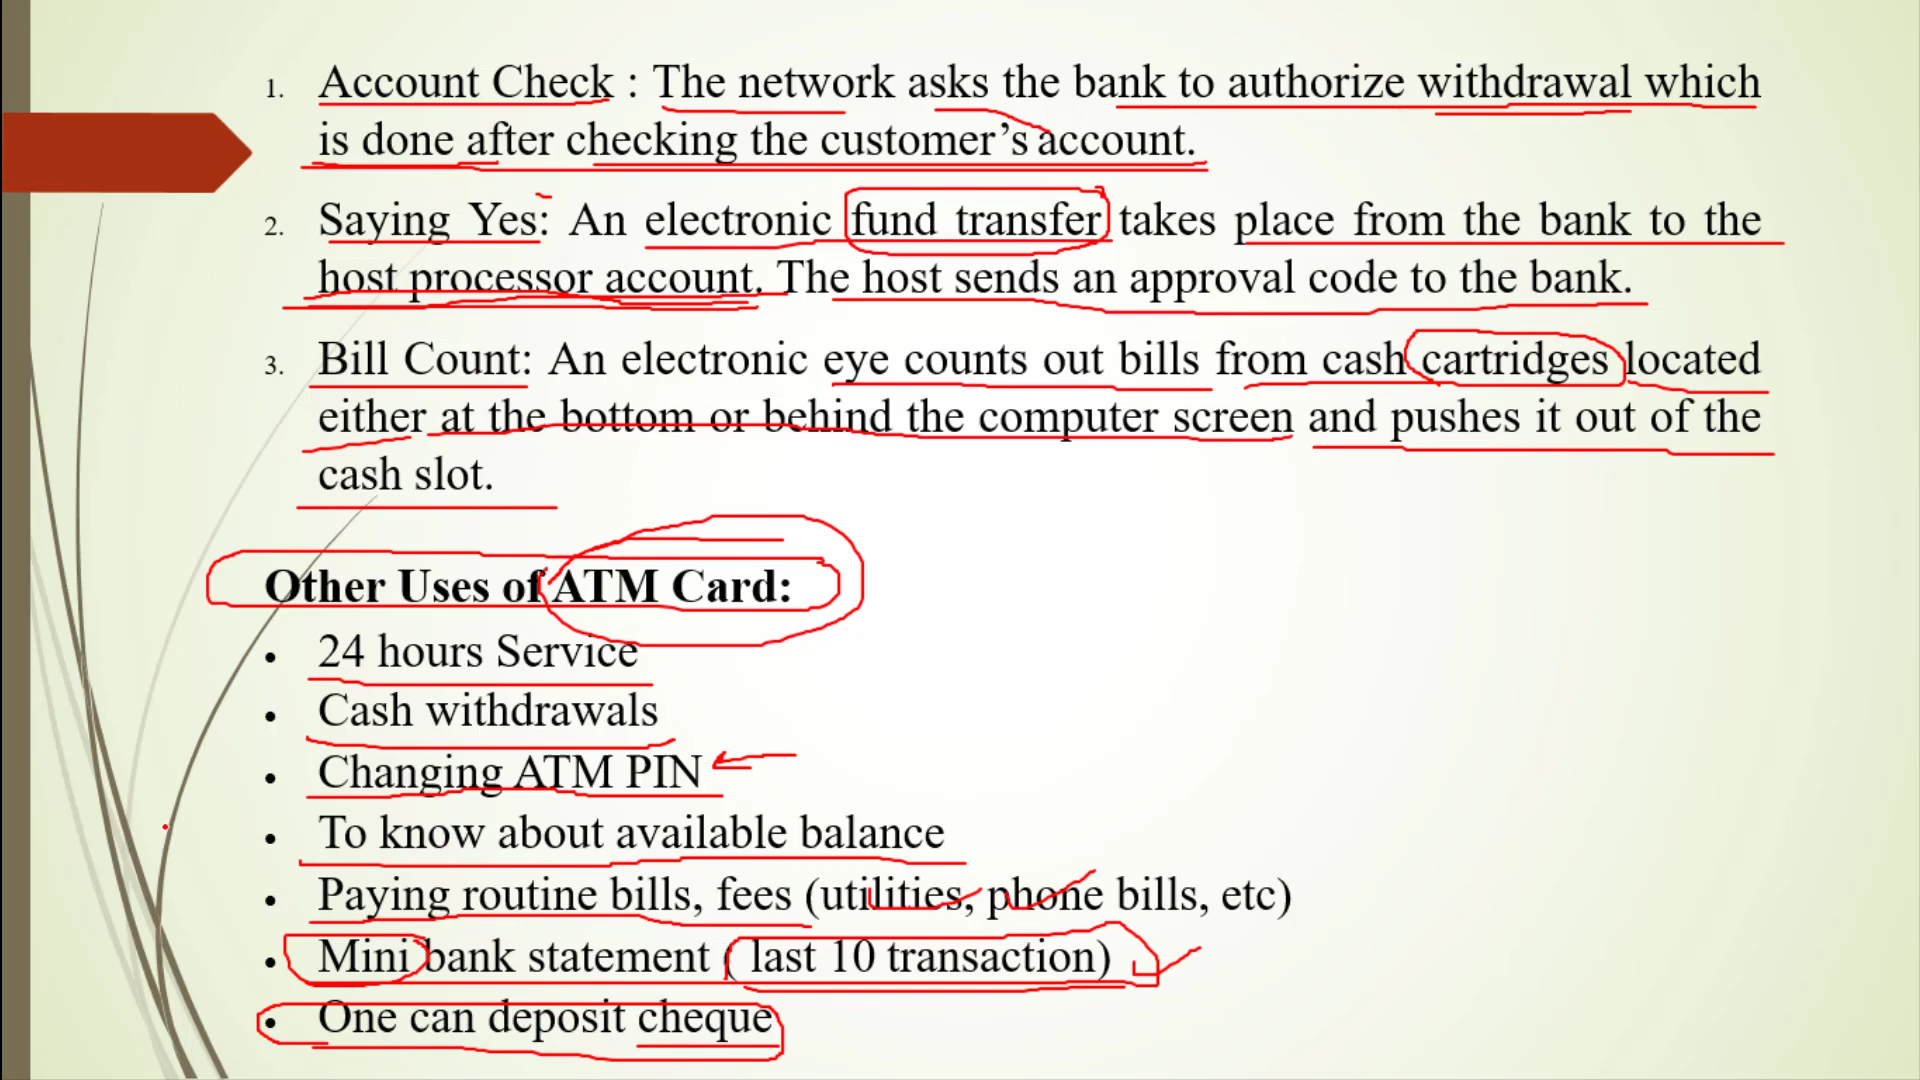 1. Account Check : The network asks the bank to authorize withdrawal which
is done after checking the customer’s account.
2. Saying Yes: An electronic fund transfer takes place from the bank to the
host processor account. The host sends an approval code to the bank.
3. Bill Count: An electronic eye counts out bills from cash cartridges located
either at the bottom or behind the computer screen and pushes it out of the
cash slot.
Other Uses of ATM Card:
• 24 hours Service
• Cash withdrawals
• Changing ATM PIN
• To know about available balance
• Paying routine bills, fees (utilities, phone bills, etc)
• Mini bank statement ( last 10 transaction)
• One can deposit cheque